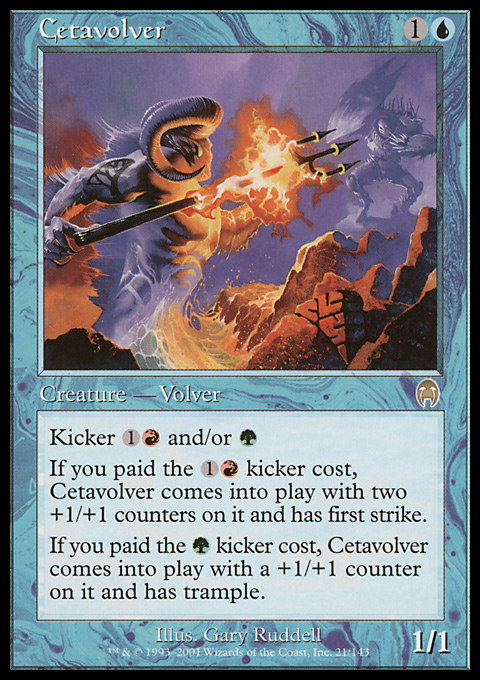 Cetavolver 1
Creature — Volver
Kicker 1 and/or
If you paid the 1 kicker cost,
Cetavolver comes into play with two
+1/+1 counters on it and has first strike.
If you paid the kicker cost, Cetavolver
comes into play with a +1/+1 counter
on it and has trample.
Illus. Gary Ruddell
1/1
™ & © 1993–2001 Wizards of the Coast, Inc. 21/143